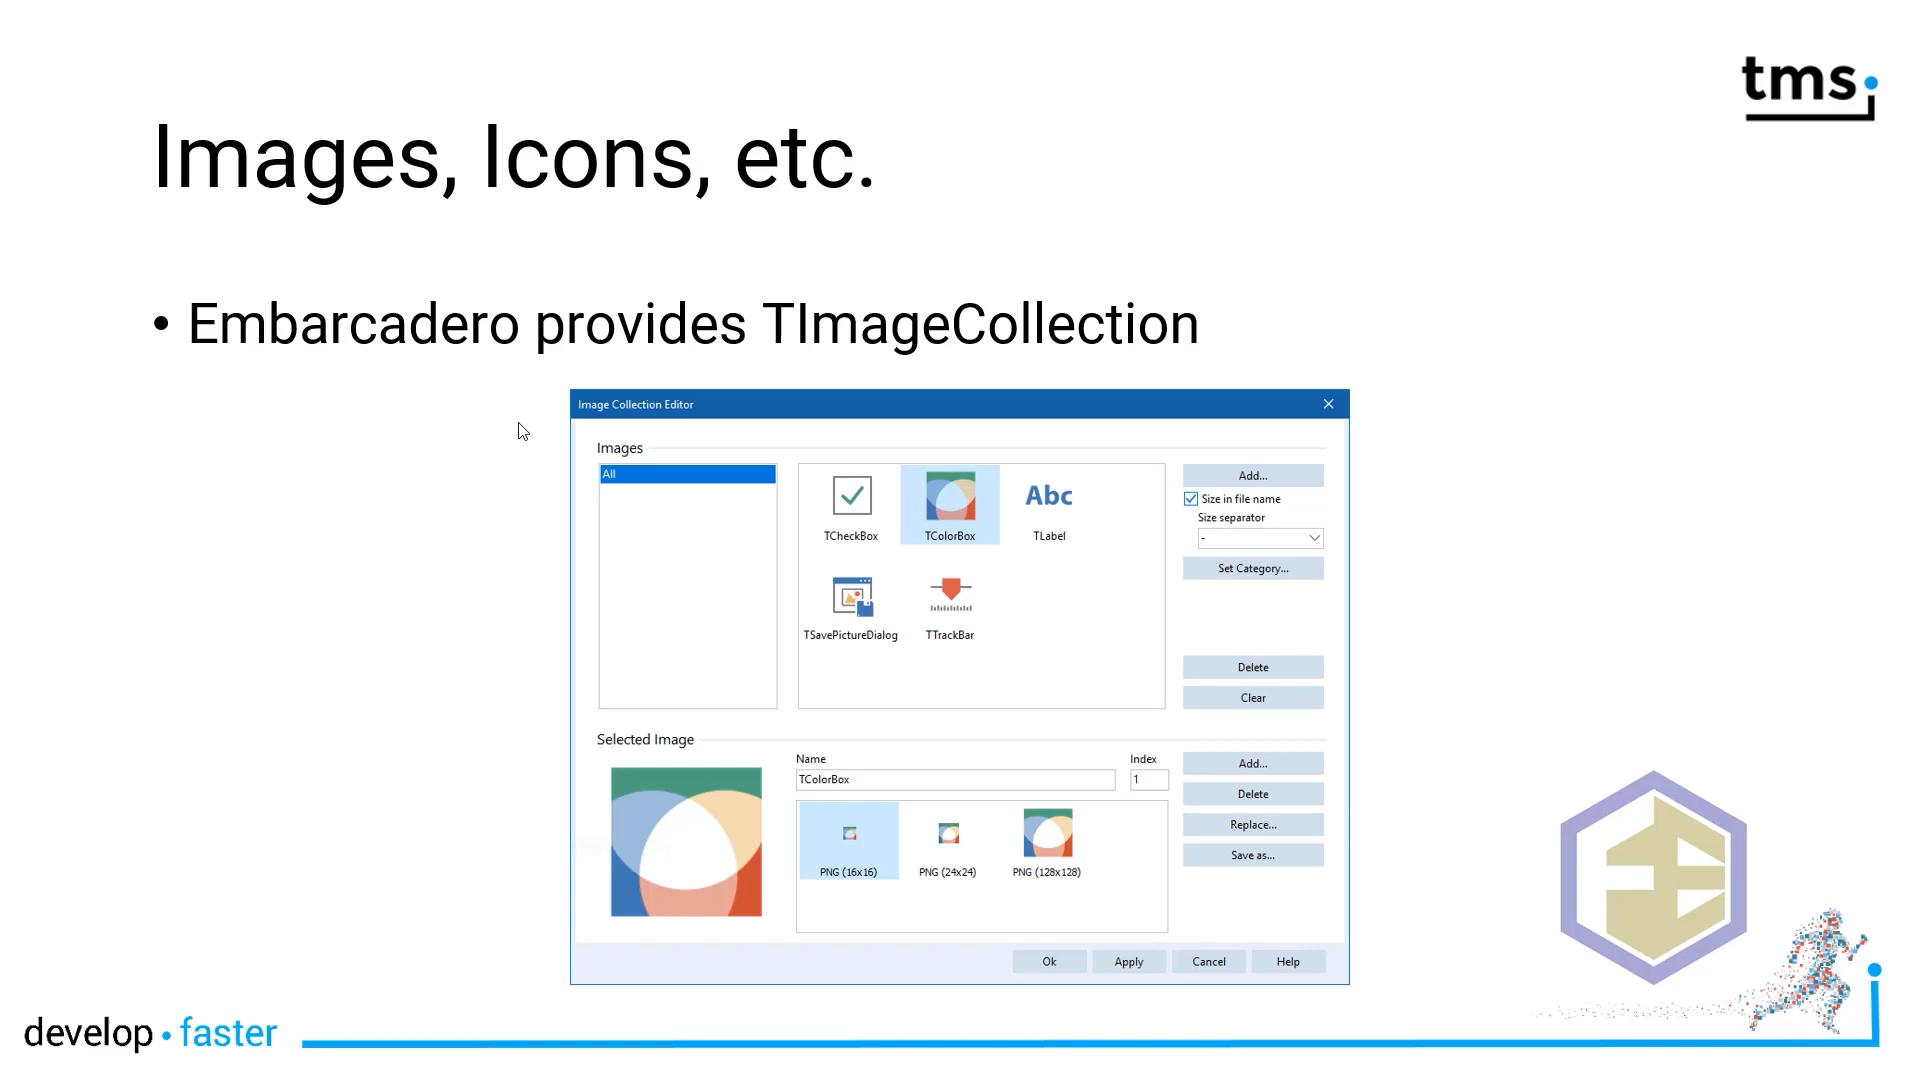 tms
Images, Icons, etc.
• Embarcadero provides TImageCollection
Image Collection Editor
Images
All
TCheckBox
TColorBox
Abc
TLabel
TSavePictureDialog
TTrackBar
Add...
Size in file name
Size separator
-
Set Category...
Delete
Clear
Selected Image
Name
Index
TColorBox
1
PNG (16x16)
PNG (24x24)
PNG (128x128)
Add...
Delete
Replace...
Save as...
Ok
Apply
Cancel
Help
develop • faster